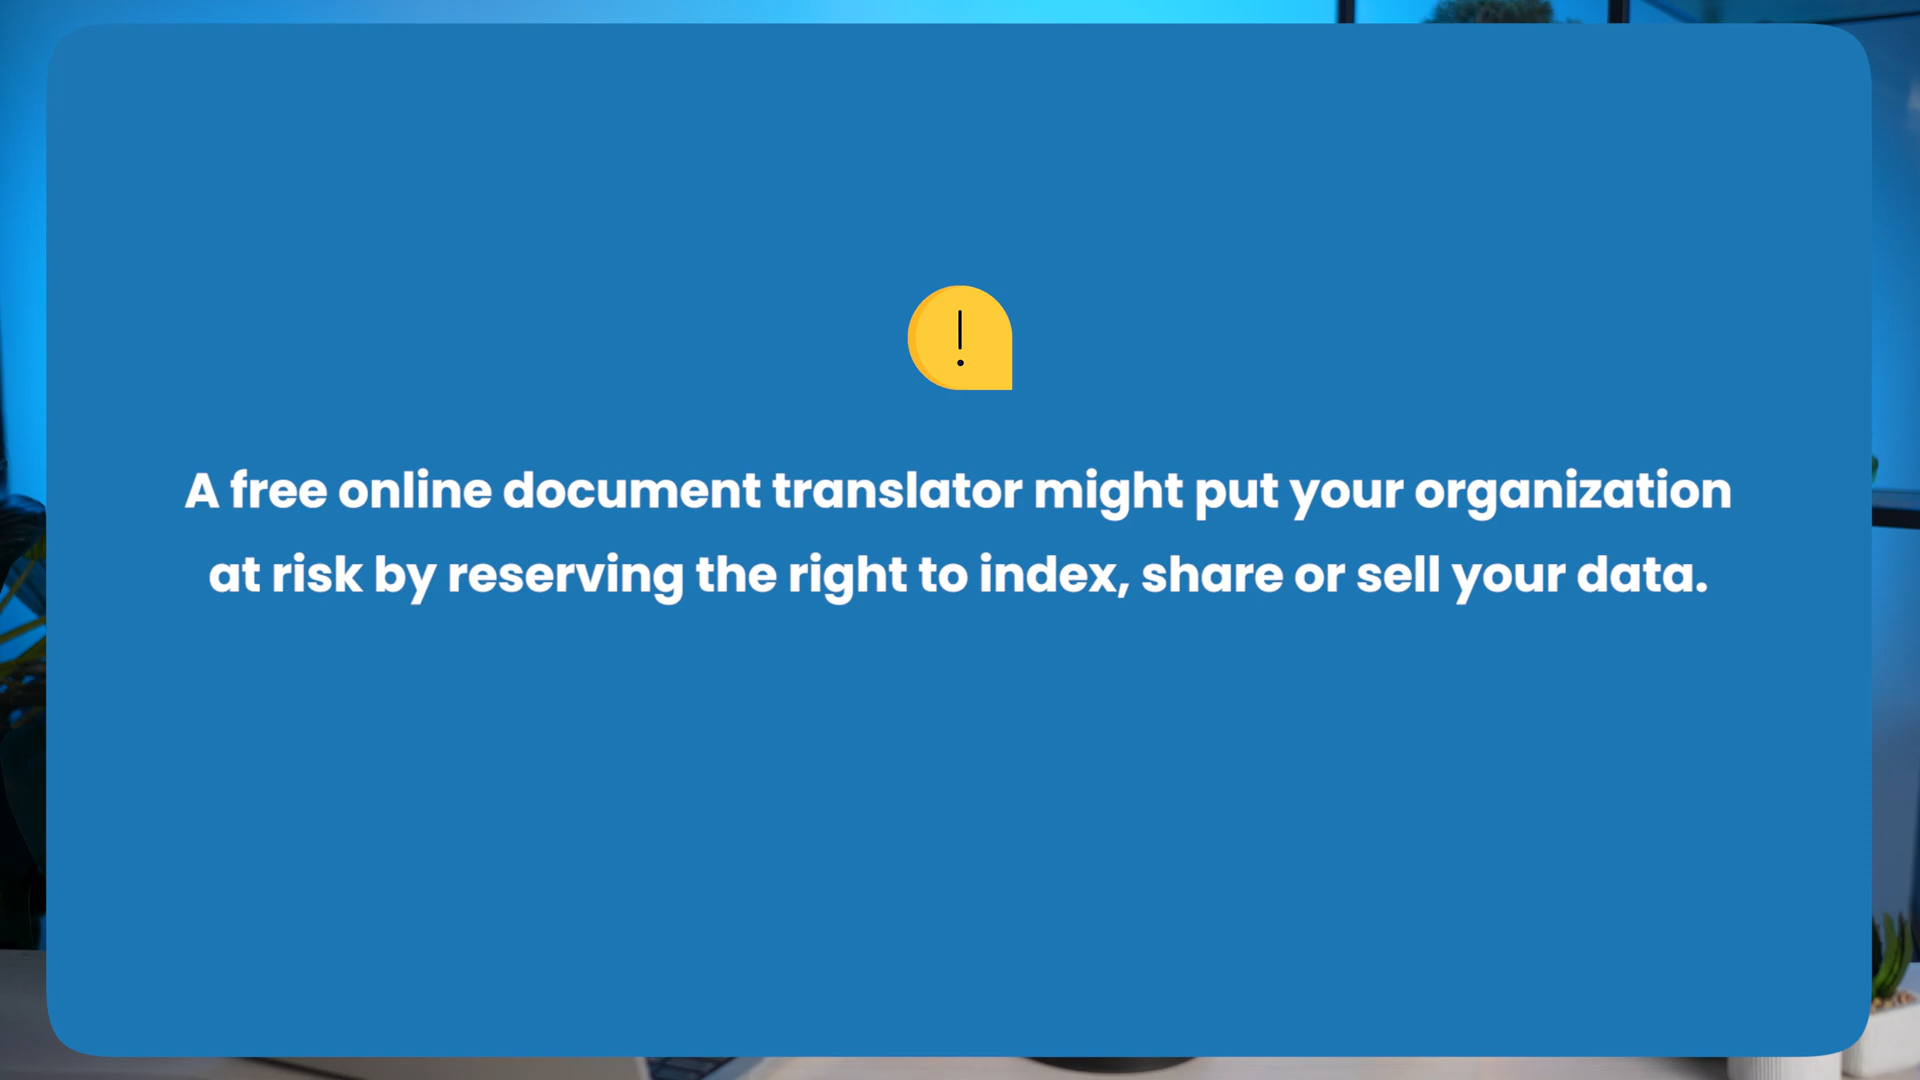 A free online document translator might put your organization
at risk by reserving the right to index, share or sell your data.